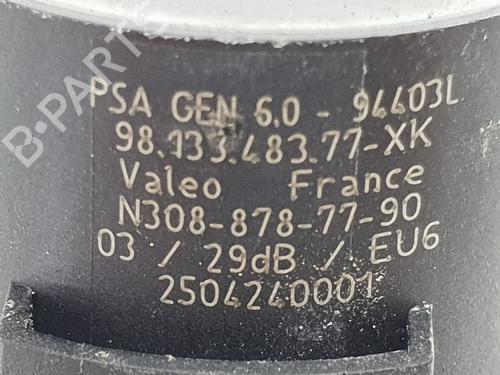 B-PARTS
PSA GEN 6.0 - 94403L
98.133.483.77-XK
Valeo France
N308-878-77-90
03 / 29dB / EU6
2504240001